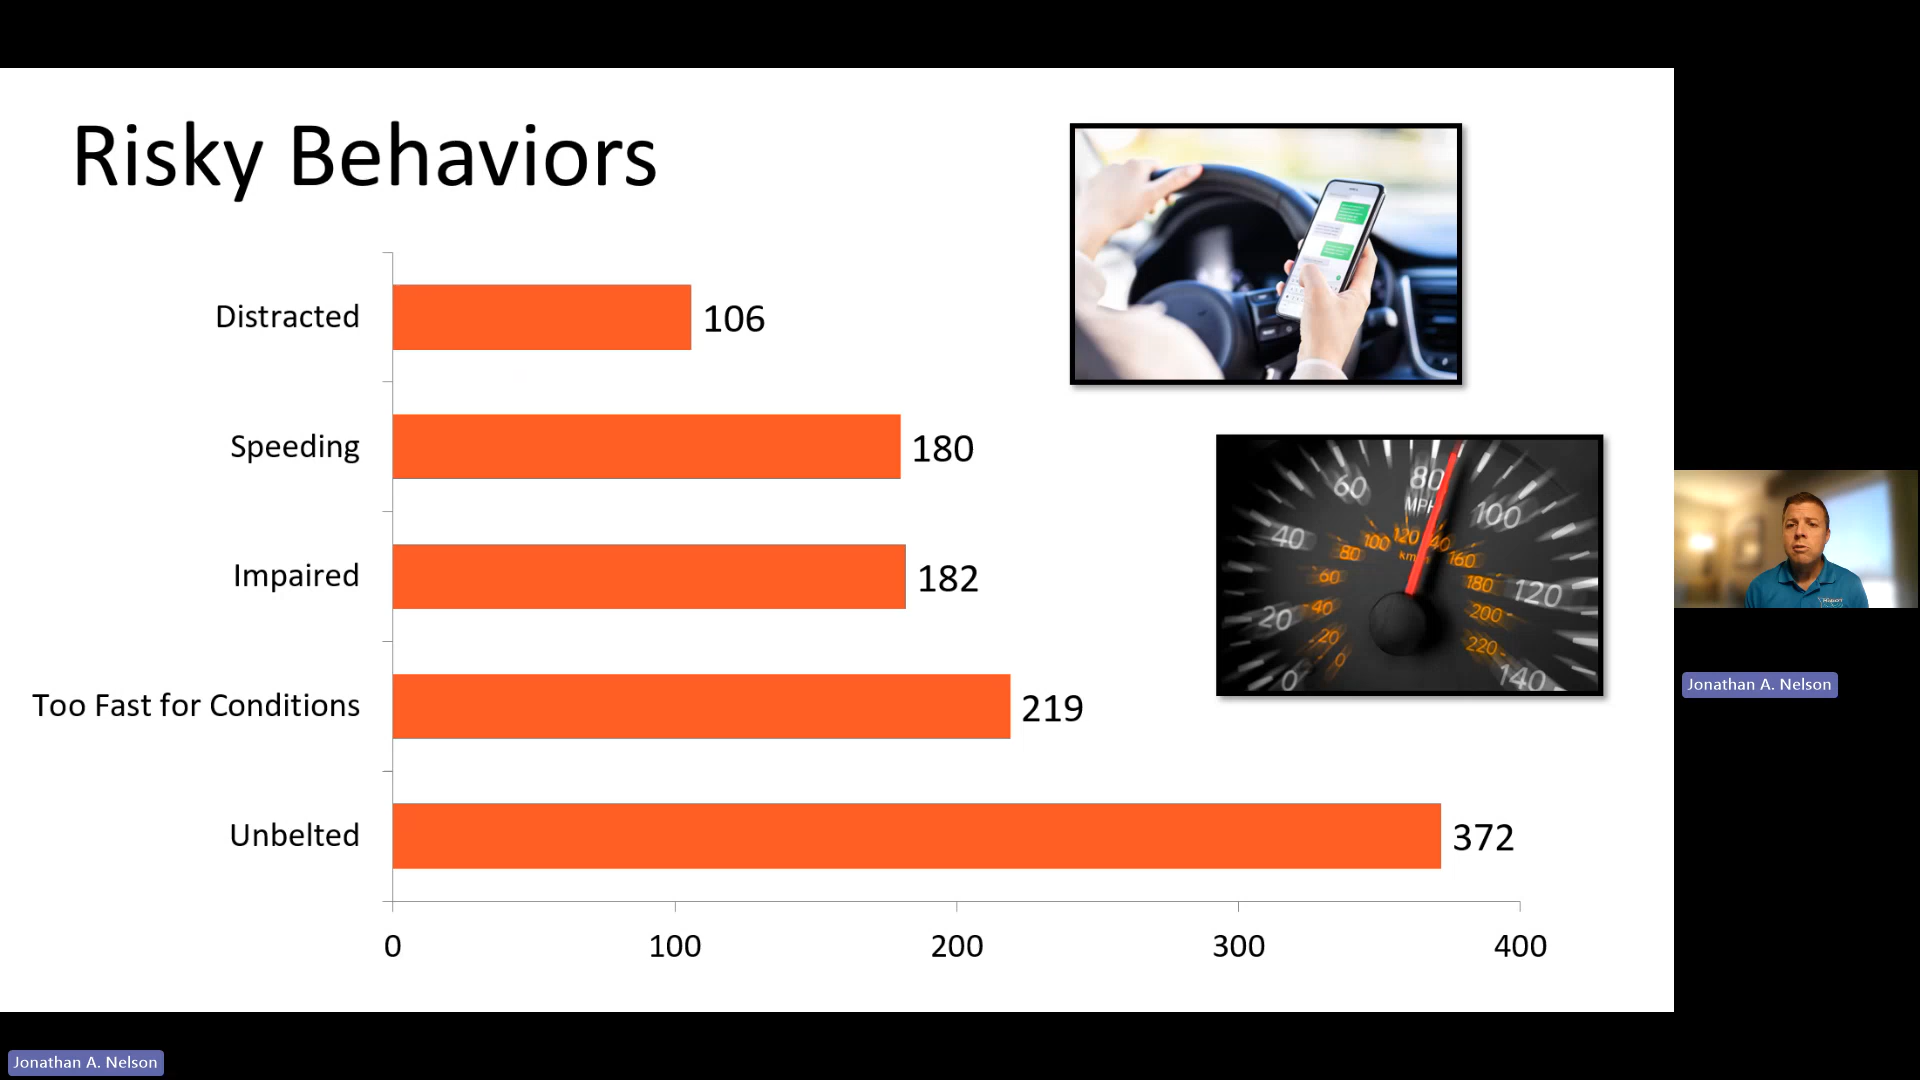 Risky Behaviors
Distracted
106
Speeding
180
Impaired
182
Too Fast for Conditions
219
Unbelted
372
0 100 200 300 400
0 20 40 60 80 100 120 140
MPH
0 20 40 60 80 100 120 160 180 200 220
Jonathan A. Nelson
Jonathan A. Nelson